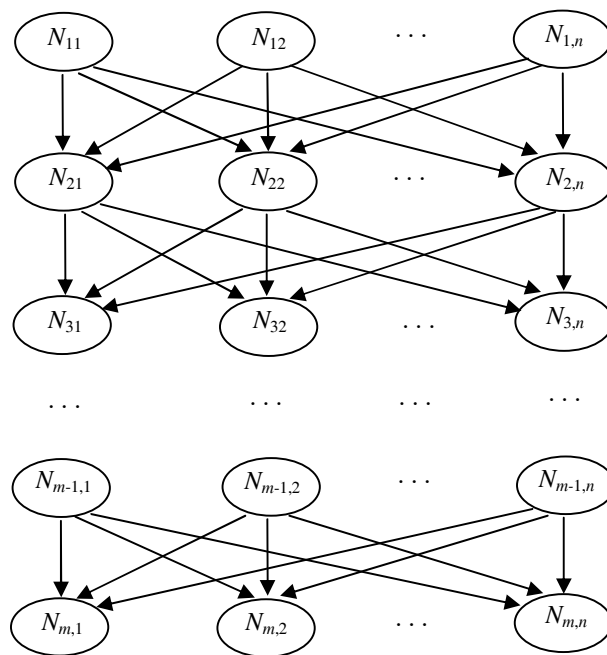 N11 N12 . . . N1,n
N21 N22 . . . N2,n
N31 N32 . . . N3,n
. . . . . . . . . . . .
Nm-1,1 Nm-1,2 . . . Nm-1,n
Nm,1 Nm,2 . . . Nm,n